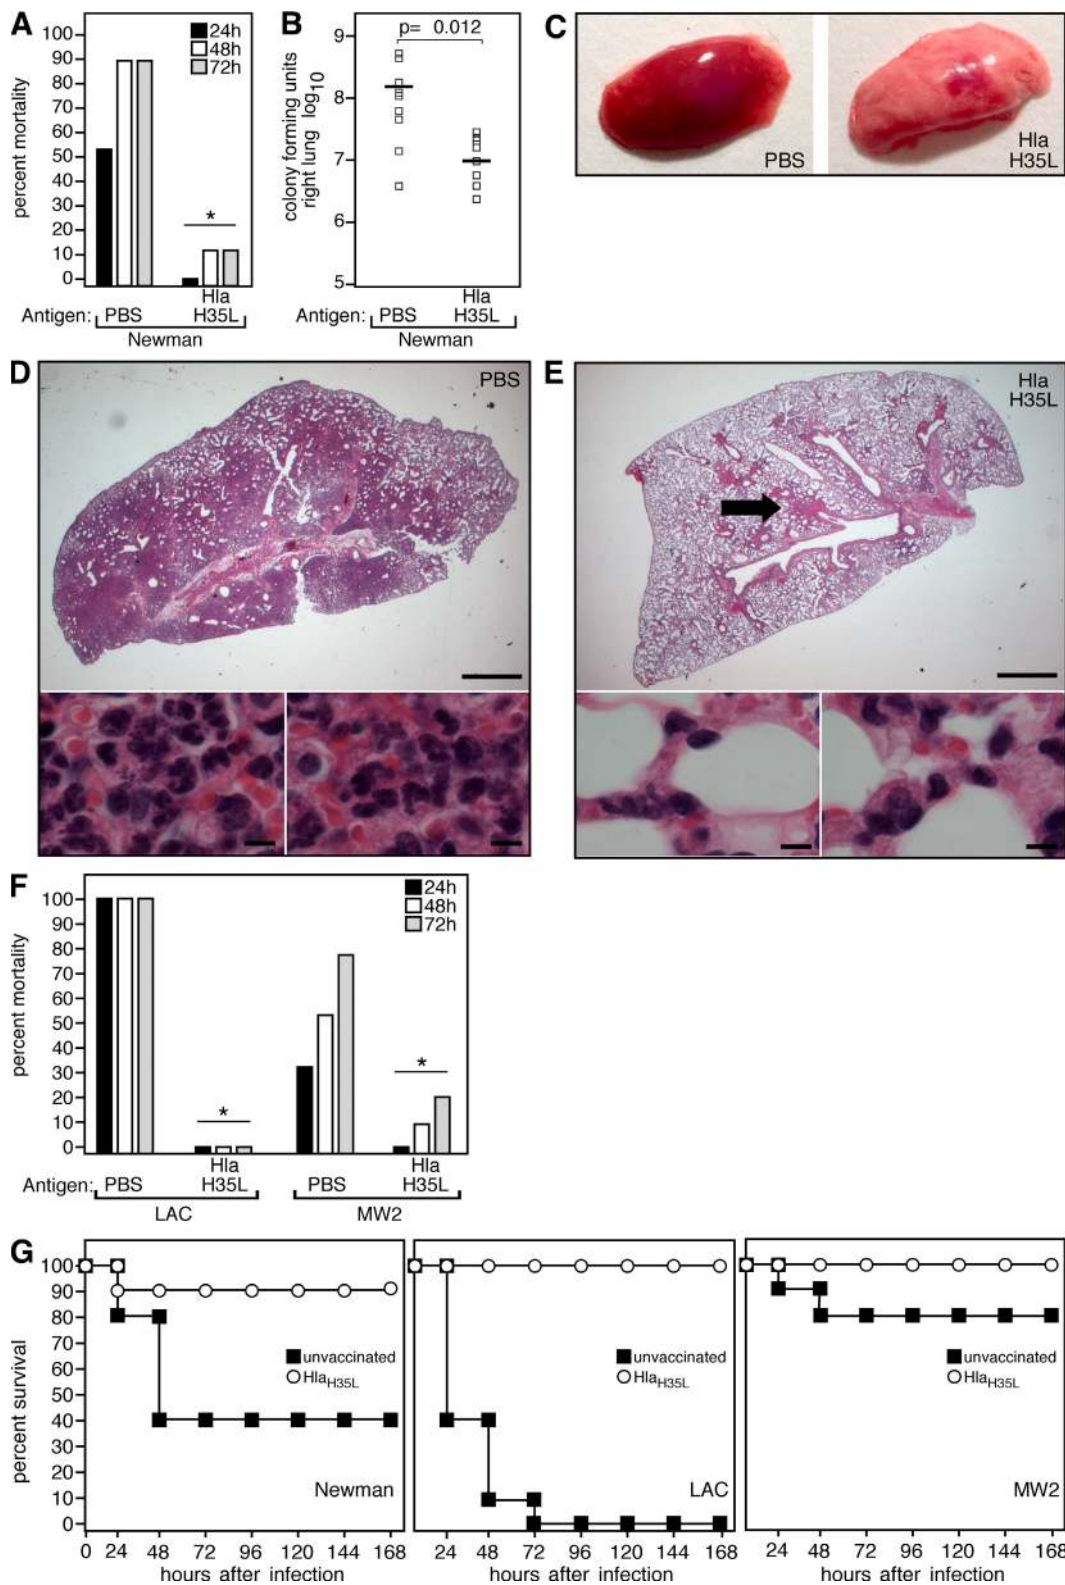 A
percent mortality
100
90
80
70
60
50
40
30
20
10
0
24h
48h
72h
*
Antigen: PBS Hla H35L
Newman
B
colony forming units
right lung log10
9
8
7
6
5
p= 0.012
Antigen: PBS Hla H35L
Newman
C
PBS
Hla
H35L
D
PBS
E
Hla
H35L
F
percent mortality
100
90
80
70
60
50
40
30
20
10
0
24h
48h
72h
*
*
Antigen: PBS Hla H35L PBS Hla H35L
LAC MW2
G
percent survival
100
90
80
70
60
50
40
30
20
10
0
unvaccinated
HlaH35L
Newman
0 24 48 72 96 120 144 168
hours after infection
unvaccinated
HlaH35L
LAC
24 48 72 96 120 144 168
hours after infection
unvaccinated
HlaH35L
MW2
24 48 72 96 120 144 168
hours after infection